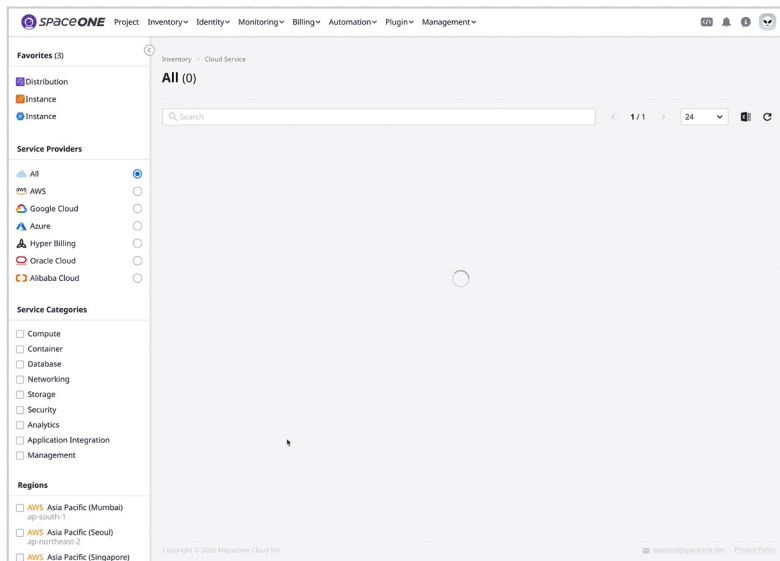 SPACEONE Project Inventory Identity Monitoring Billing Automation Plugin Management
Favorites (3)
Distribution
Instance
Instance
Service Providers
All
aws AWS
Google Cloud
Azure
Hyper Billing
Oracle Cloud
Alibaba Cloud
Service Categories
Compute
Container
Database
Networking
Storage
Security
Analytics
Application Integration
Management
Regions
AWS Asia Pacific (Mumbai)
ap-south-1
AWS Asia Pacific (Seoul)
ap-northeast-2
AWS Asia Pacific (Singapore)
Inventory > Cloud Service
All (0)
Search
1 / 1
24
Copyright © 2020 Megazone Cloud Inc.
support@spaceone.dev Privacy Policy